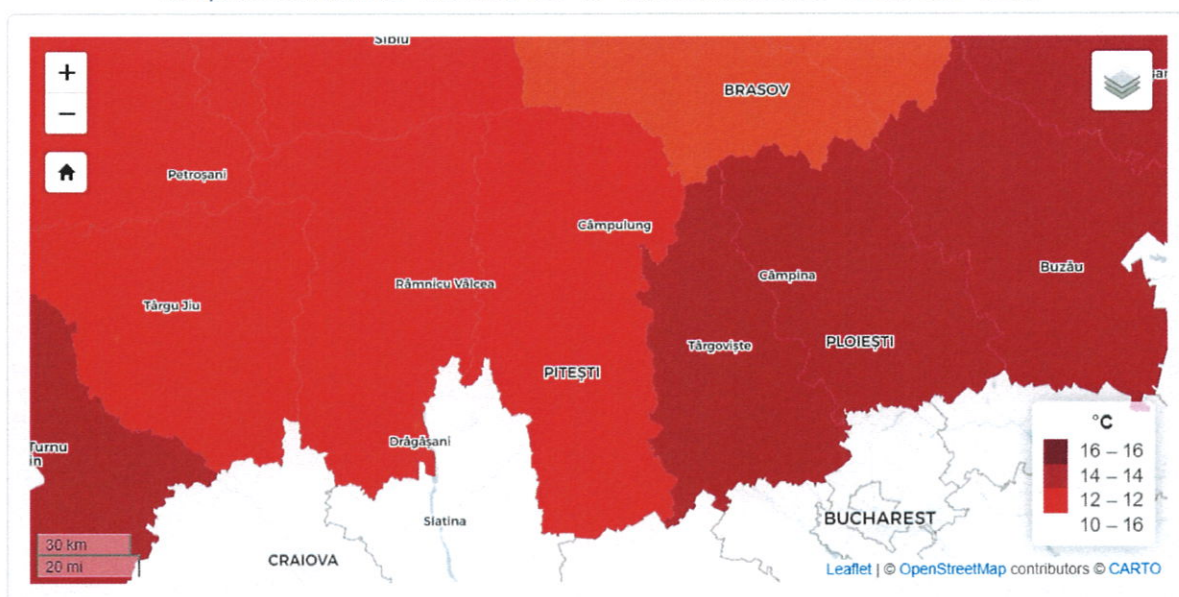 Sibiu
BRASOV
+
−
Petroșani
Câmpulung
Râmnicu Vâlcea
Câmpina
Buzău
Târgu Jiu
Târgoviște
PLOIEȘTI
PITEȘTI
Turnu
in
Drăgășani
Slatina
BUCHAREST
CRAIOVA
°C
16 – 16
14 – 14
12 – 12
10 – 16
30 km
20 mi
Leaflet | © OpenStreetMap contributors © CARTO